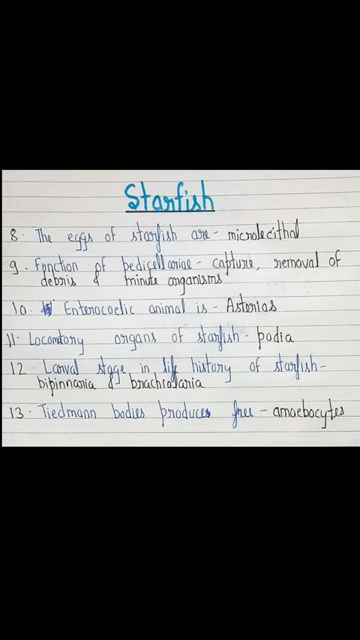 Starfish
8. The eggs of starfish are - microlecithal
9. Function of pedicellariae - capture, removal of
debris & minute organisms
10. Enterocoelic animal is - Asterias
11. Locomtory organs of starfish - podia
12. Larval stage in life history of starfish -
bipinnaria & brachiolaria
13. Tiedmann bodies produces free - amoebocytes